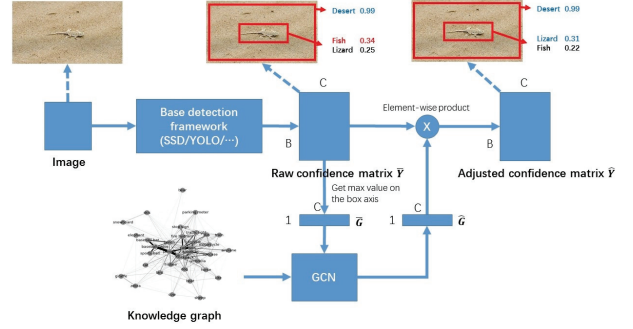 Desert 0.99
Fish 0.34
Lizard 0.25
Desert 0.99
Lizard 0.31
Fish 0.22
C
C
Element-wise product
Base detection
framework
(SSD/YOLO/⋯)
B
X
B
Image
Raw confidence matrix Ȳ
Adjusted confidence matrix Ŷ
Get max value on
the box axis
C
C
1
G̅
1
Ĝ
GCN
Knowledge graph